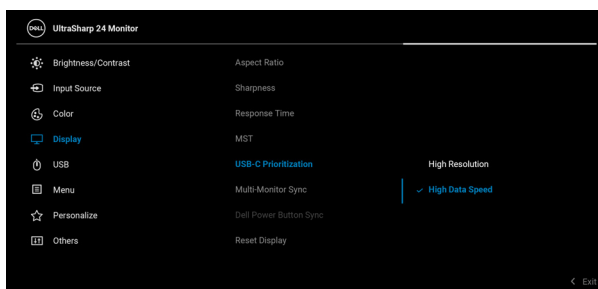 DELL UltraSharp 24 Monitor
Brightness/Contrast Aspect Ratio
Input Source Sharpness
Color Response Time
Display MST
USB USB-C Prioritization High Resolution
Menu Multi-Monitor Sync High Data Speed
Personalize Dell Power Button Sync
Others Reset Display
Exit